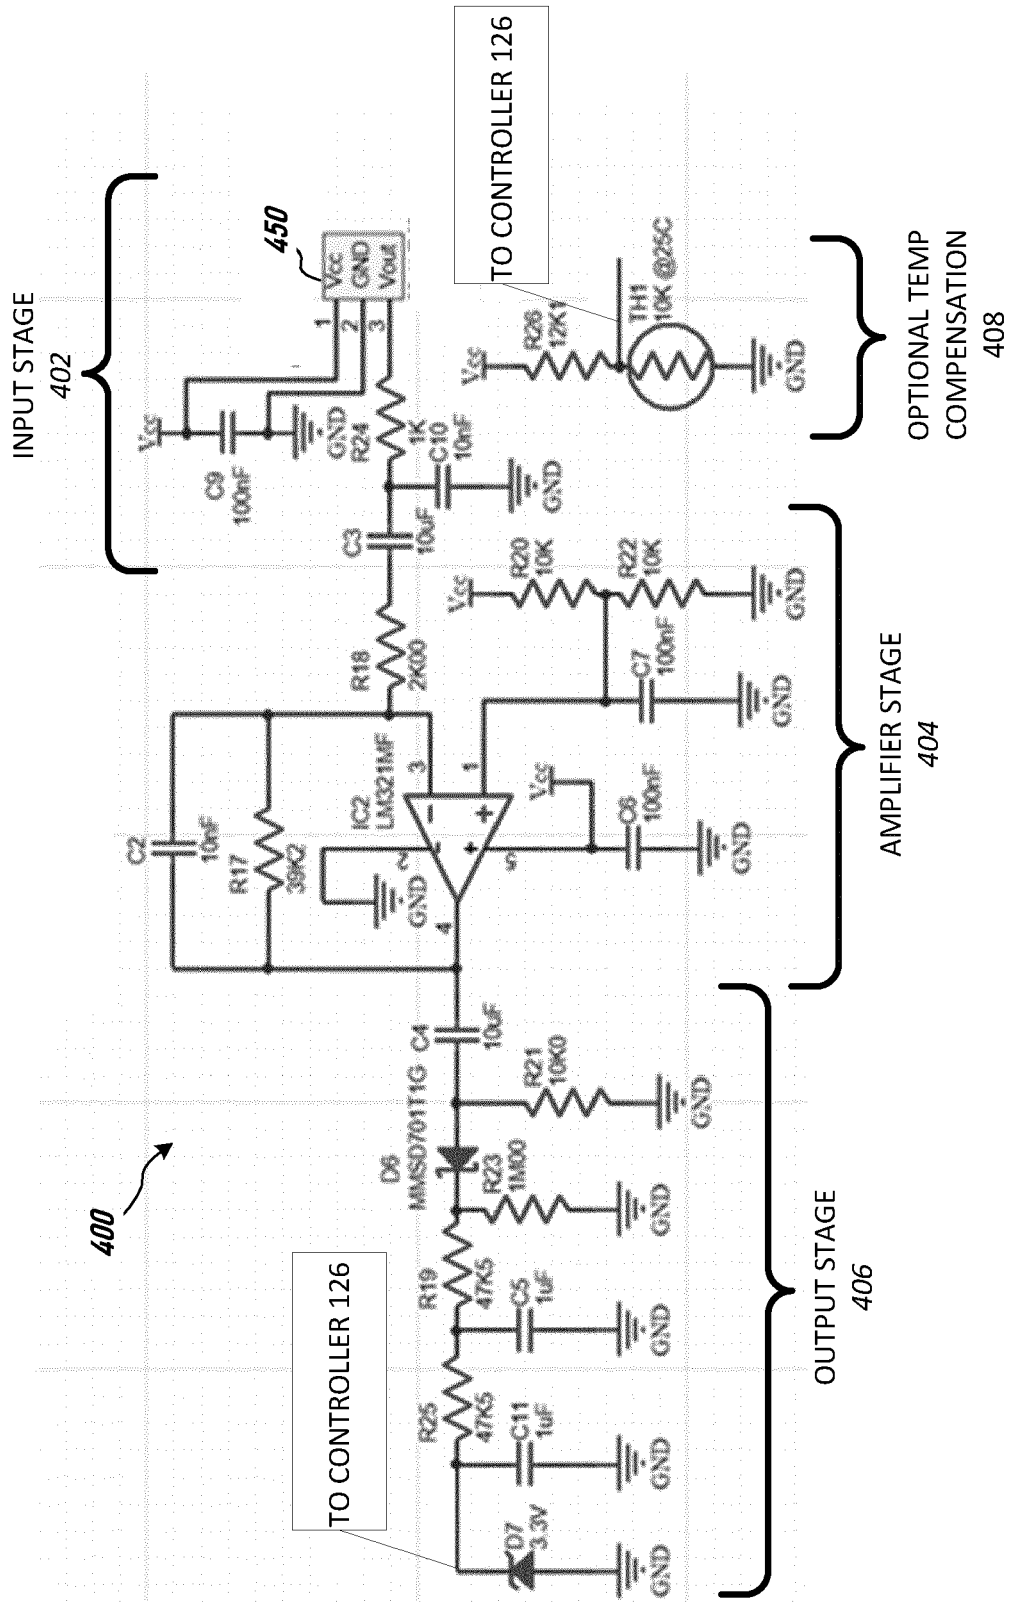 INPUT STAGE
402
Vcc
C9
100nF
GND
1
2
3
Vcc
GND
Vout
450
R24
1K
C10
10nF
GND
C3
10uF
TO CONTROLLER 126
Vcc
R26
12K1
TH1
10K @25C
GND
OPTIONAL TEMP
COMPENSATION
408
C2
10nF
R17
39K2
R18
2K00
IC2
LM321MF
3
1
2
5
4
GND
Vcc
C6
100nF
GND
Vcc
R20
10K
R22
10K
GND
C7
100nF
GND
AMPLIFIER STAGE
404
400
C4
10uF
R21
10K0
GND
D6
MMSD701T1G
R23
1M00
GND
R19
47K5
C5
1uF
GND
R25
47K5
C11
1uF
GND
D7
3.3V
GND
TO CONTROLLER 126
OUTPUT STAGE
406